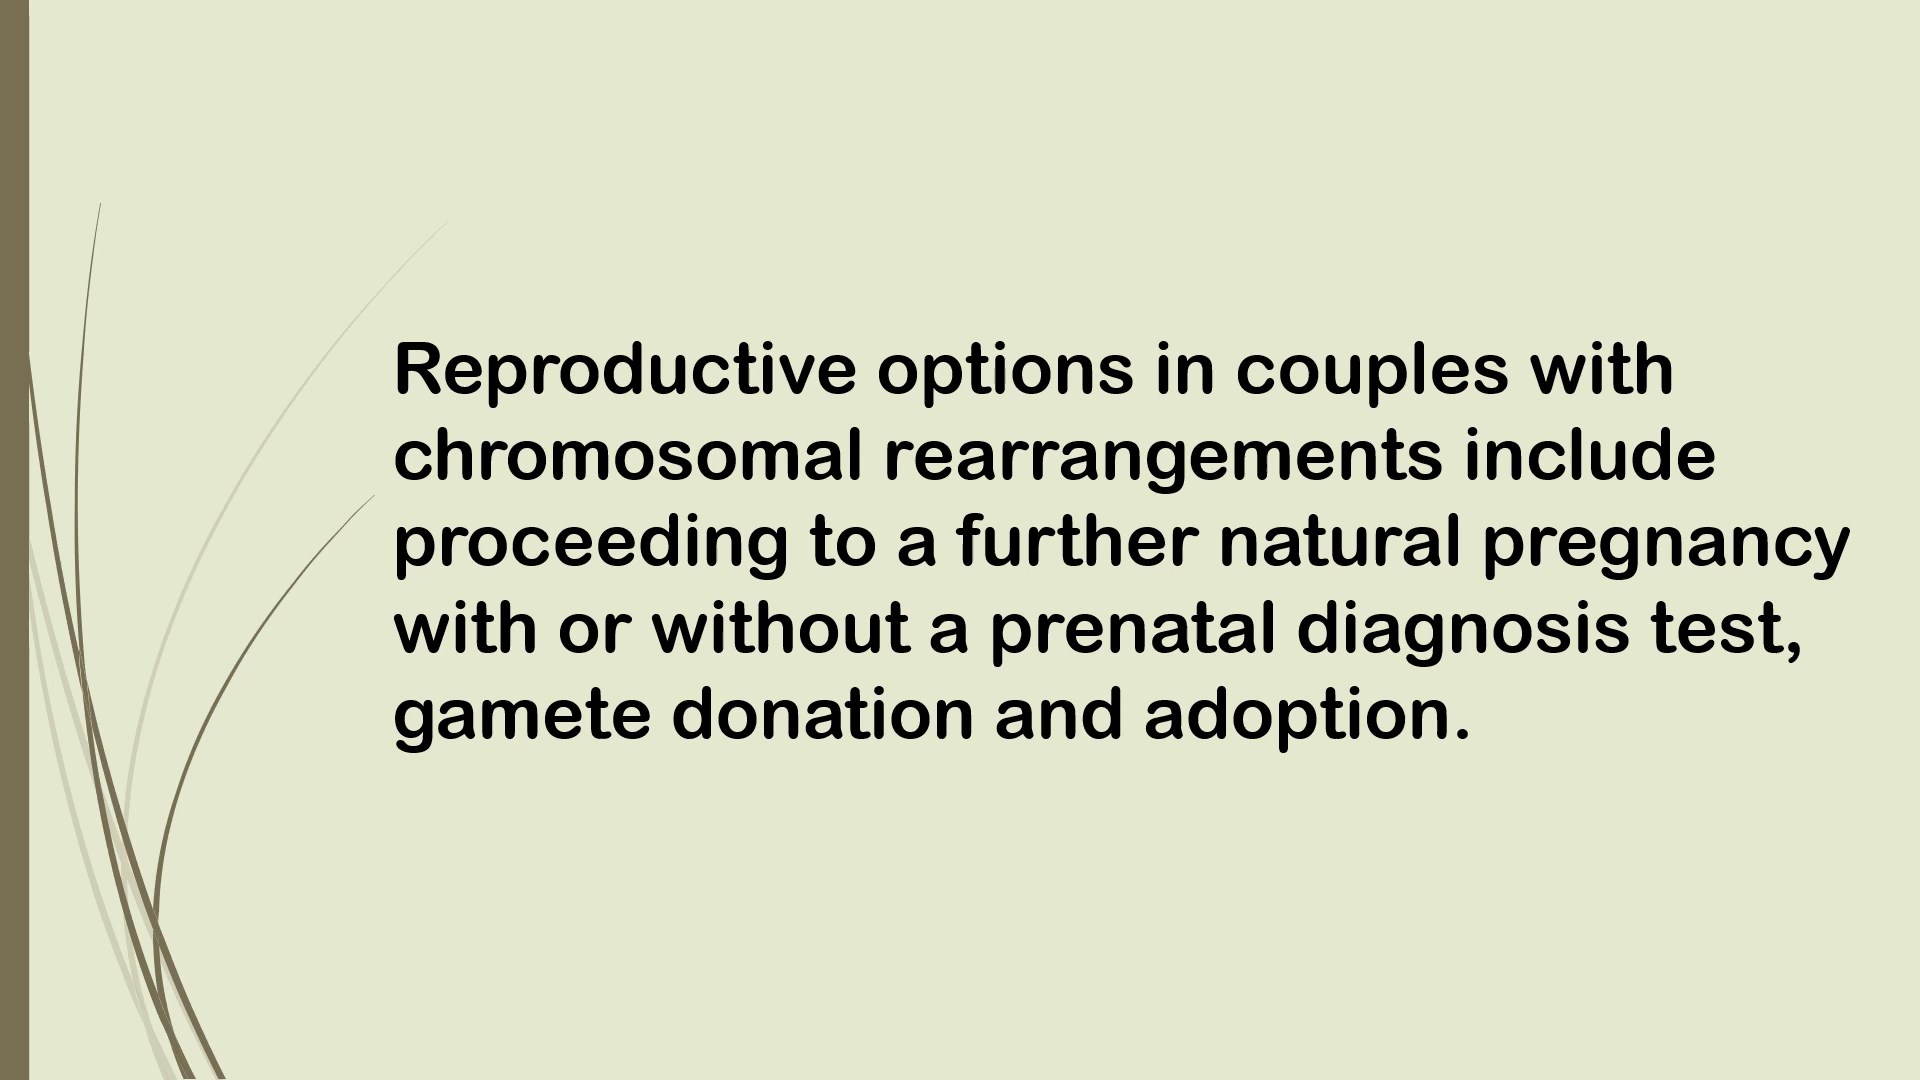 Reproductive options in couples with
chromosomal rearrangements include
proceeding to a further natural pregnancy
with or without a prenatal diagnosis test,
gamete donation and adoption.